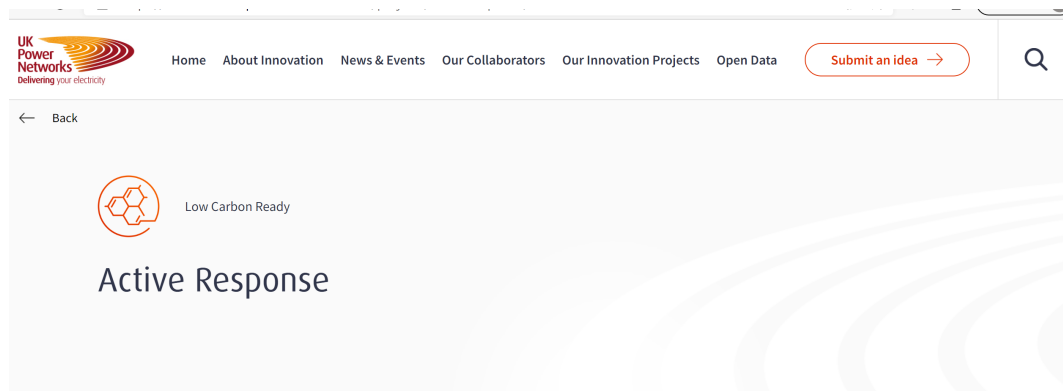 UK
Power
Networks
Delivering your electricity
Home About Innovation News & Events Our Collaborators Our Innovation Projects Open Data Submit an idea
Back
Low Carbon Ready
Active Response